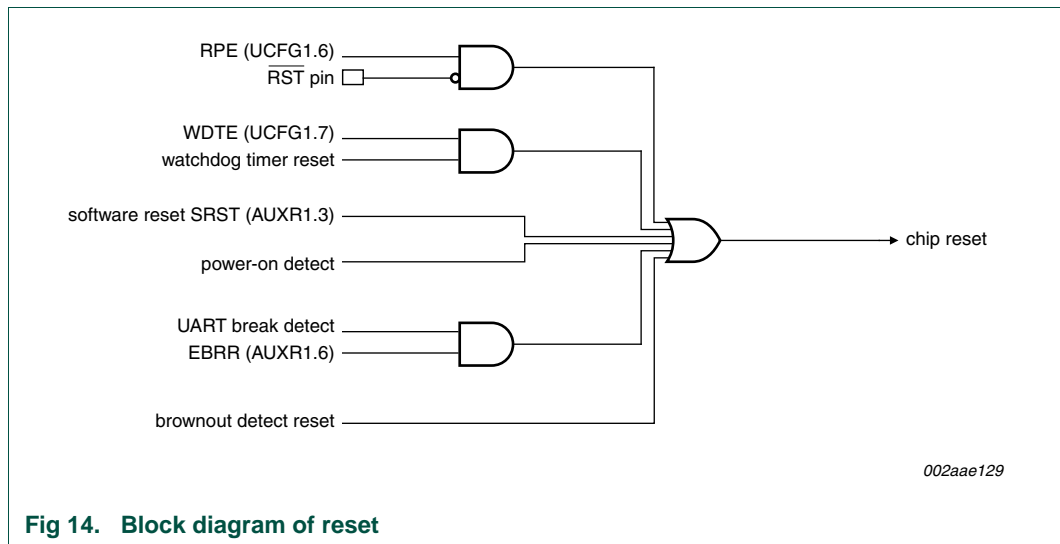 RPE (UCFG1.6)
RST pin
WDTE (UCFG1.7)
watchdog timer reset
software reset SRST (AUXR1.3)
chip reset
power-on detect
UART break detect
EBRR (AUXR1.6)
brownout detect reset
002aae129
Fig 14. Block diagram of reset